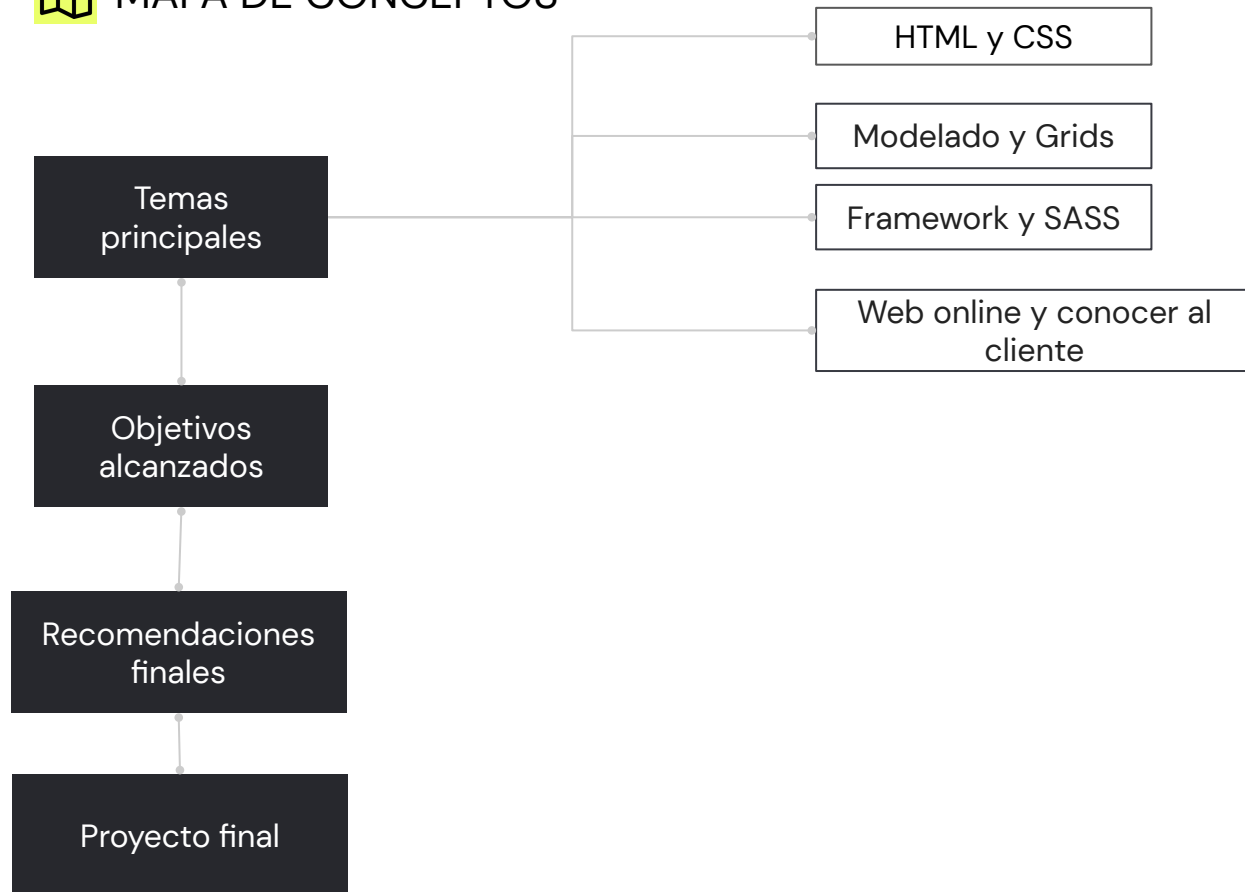 MAPA DE CONCEPTOS
HTML y CSS
Modelado y Grids
Framework y SASS
Web online y conocer al
cliente
Temas
principales
Objetivos
alcanzados
Recomendaciones
finales
Proyecto final